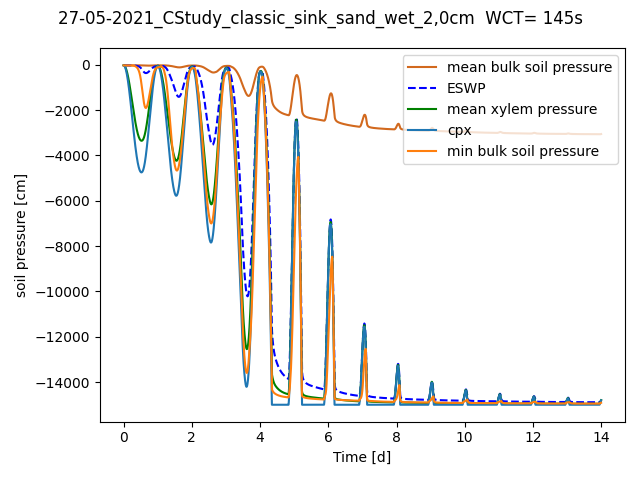 27-05-2021_CStudy_classic_sink_sand_wet_2,0cm  WCT= 145s
mean bulk soil pressure
ESWP
mean xylem pressure
cpx
min bulk soil pressure
soil pressure [cm]
0
−2000
−4000
−6000
−8000
−10000
−12000
−14000
0 2 4 6 8 10 12 14
Time [d]